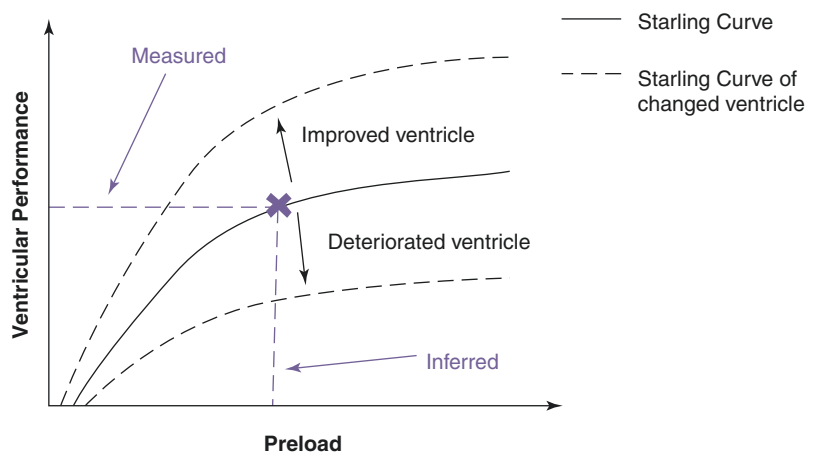 Starling Curve
Starling Curve of
changed ventricle
Measured
Improved ventricle
Deteriorated ventricle
Inferred
Ventricular Performance
Preload